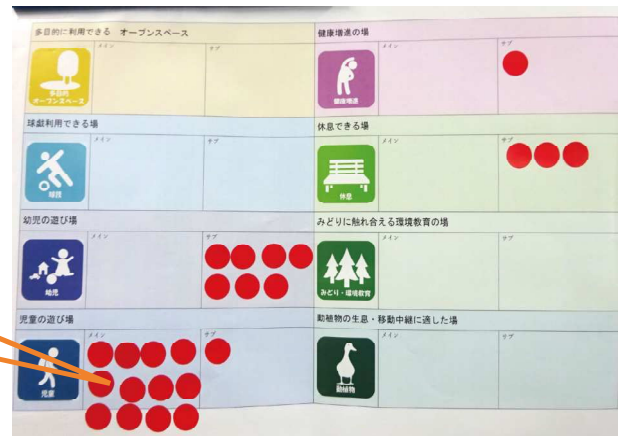 多目的に利用できる オープンスペース
メイン
サブ
多目的
オープンスペース
健康増進の場
メイン
サブ
健康増進
球戯利用できる場
メイン
サブ
球戯
休息できる場
メイン
サブ
休息
幼児の遊び場
メイン
サブ
幼児
みどりに触れ合える環境教育の場
メイン
サブ
みどり・環境教育
児童の遊び場
メイン
サブ
児童
動植物の生息・移動中継に適した場
メイン
サブ
動植物